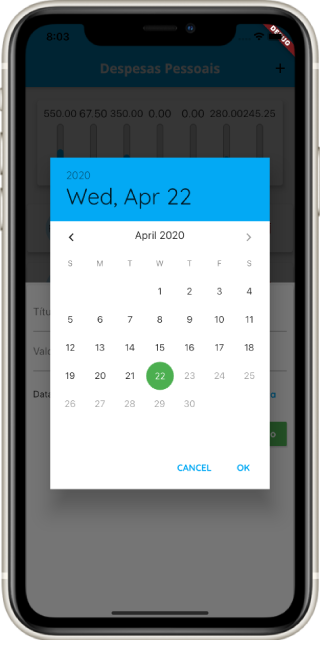 8:03
DEBUG
Despesas Pessoais +
550.00 67.50 350.00 0.00 0.00 280.00 245.25
2020
Wed, Apr 22
April 2020
S M T W T F S
1 2 3 4
5 6 7 8 9 10 11
12 13 14 15 16 17 18
19 20 21 22 23 24 25
26 27 28 29 30
CANCEL OK